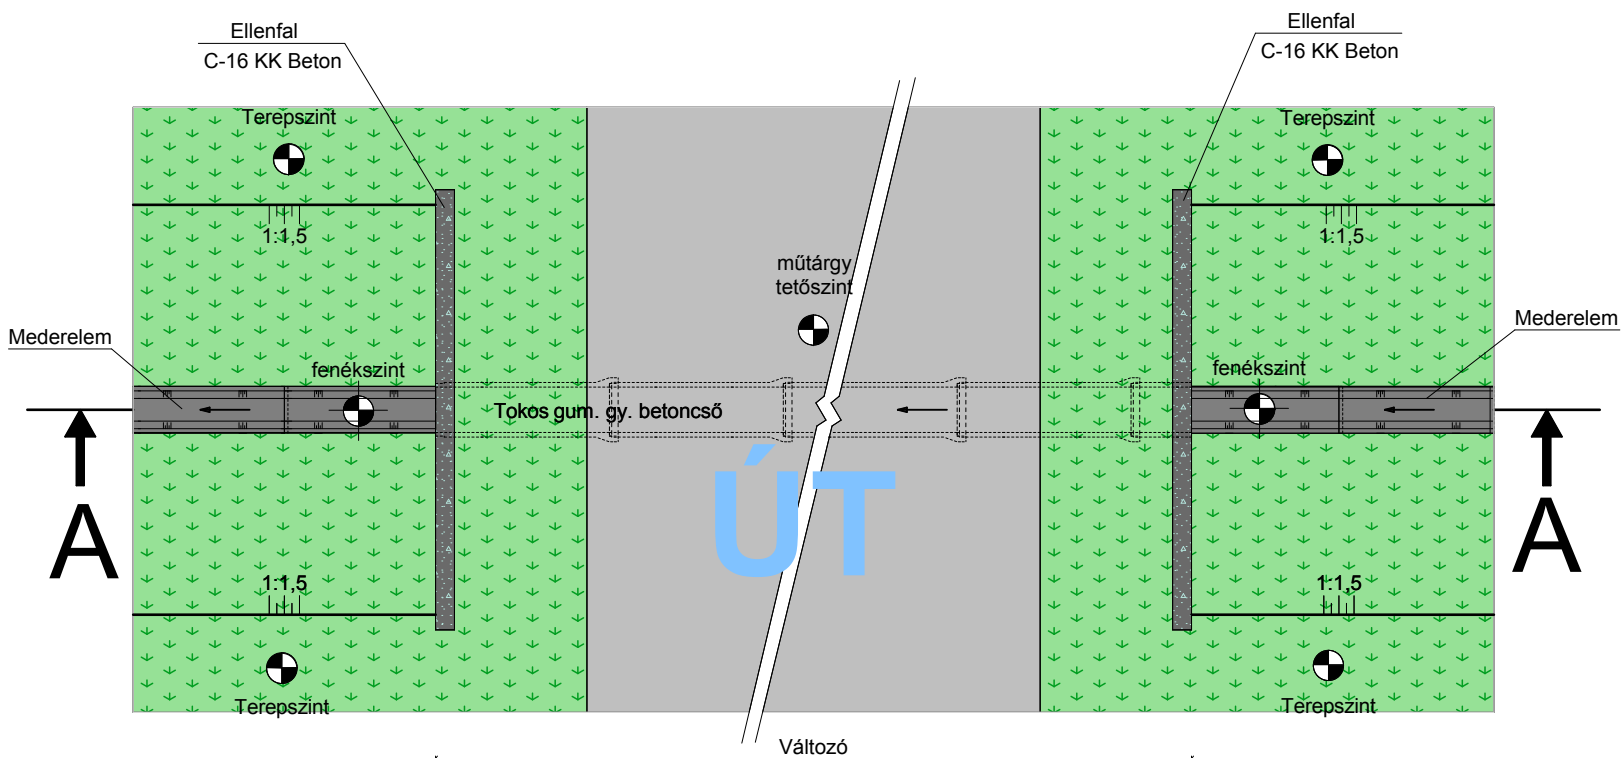 Ellenfal
C-16 KK Beton
Ellenfal
C-16 KK Beton
Terepszint
Terepszint
1:1,5
1:1,5
műtárgy
tetőszint
Mederelem
Mederelem
fenékszint
fenékszint
Tokos gum. gy. betoncső
ÚT
A
A
1:1,5
1:1,5
Terepszint
Terepszint
Változó